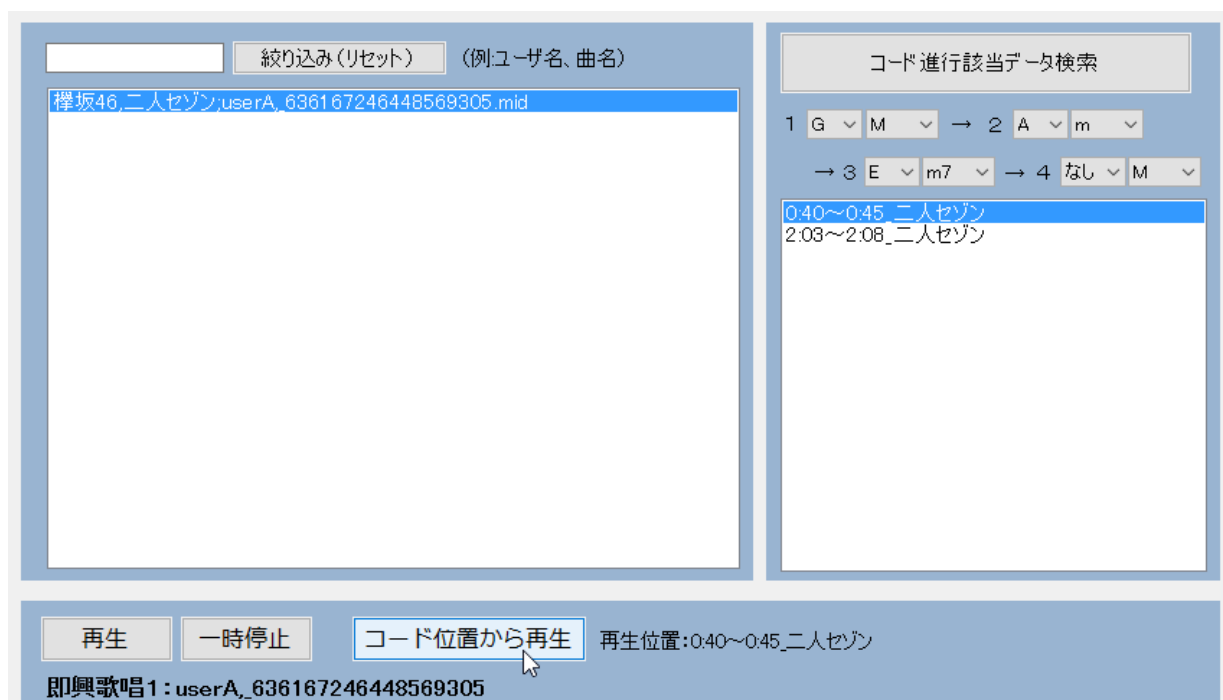 絞り込み(リセット) (例:ユーザ名、曲名)
欅坂46,二人セゾン;userA,_636167246448569305.mid
コード進行該当データ検索
1 G M → 2 A m
→ 3 E m7 → 4 なし M
0:40～0:45_二人セゾン
2:03～2:08_二人セゾン
再生 一時停止 コード位置から再生 再生位置:0:40～0:45_二人セゾン
即興歌唱1:userA,_636167246448569305